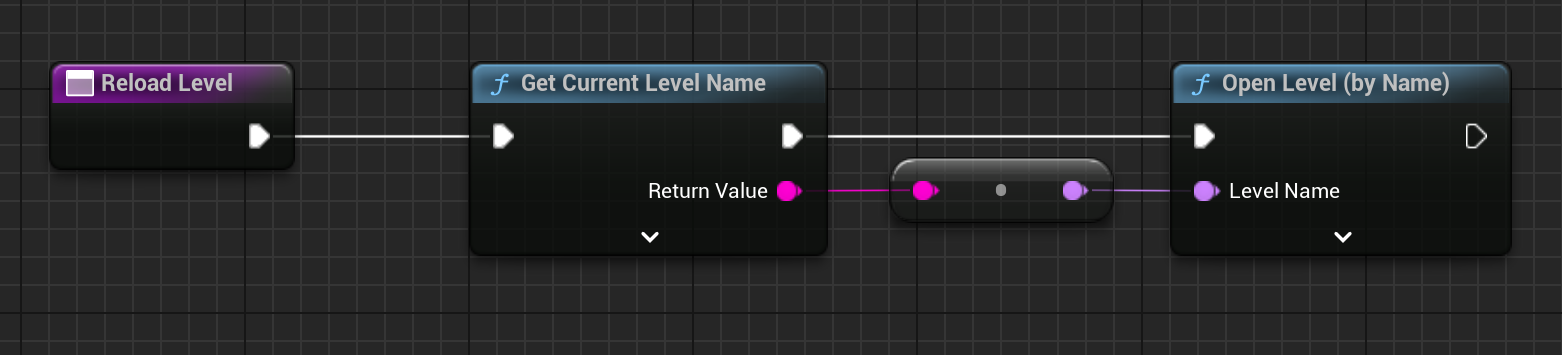 Reload Level
Get Current Level Name
Open Level (by Name)
Return Value
Level Name